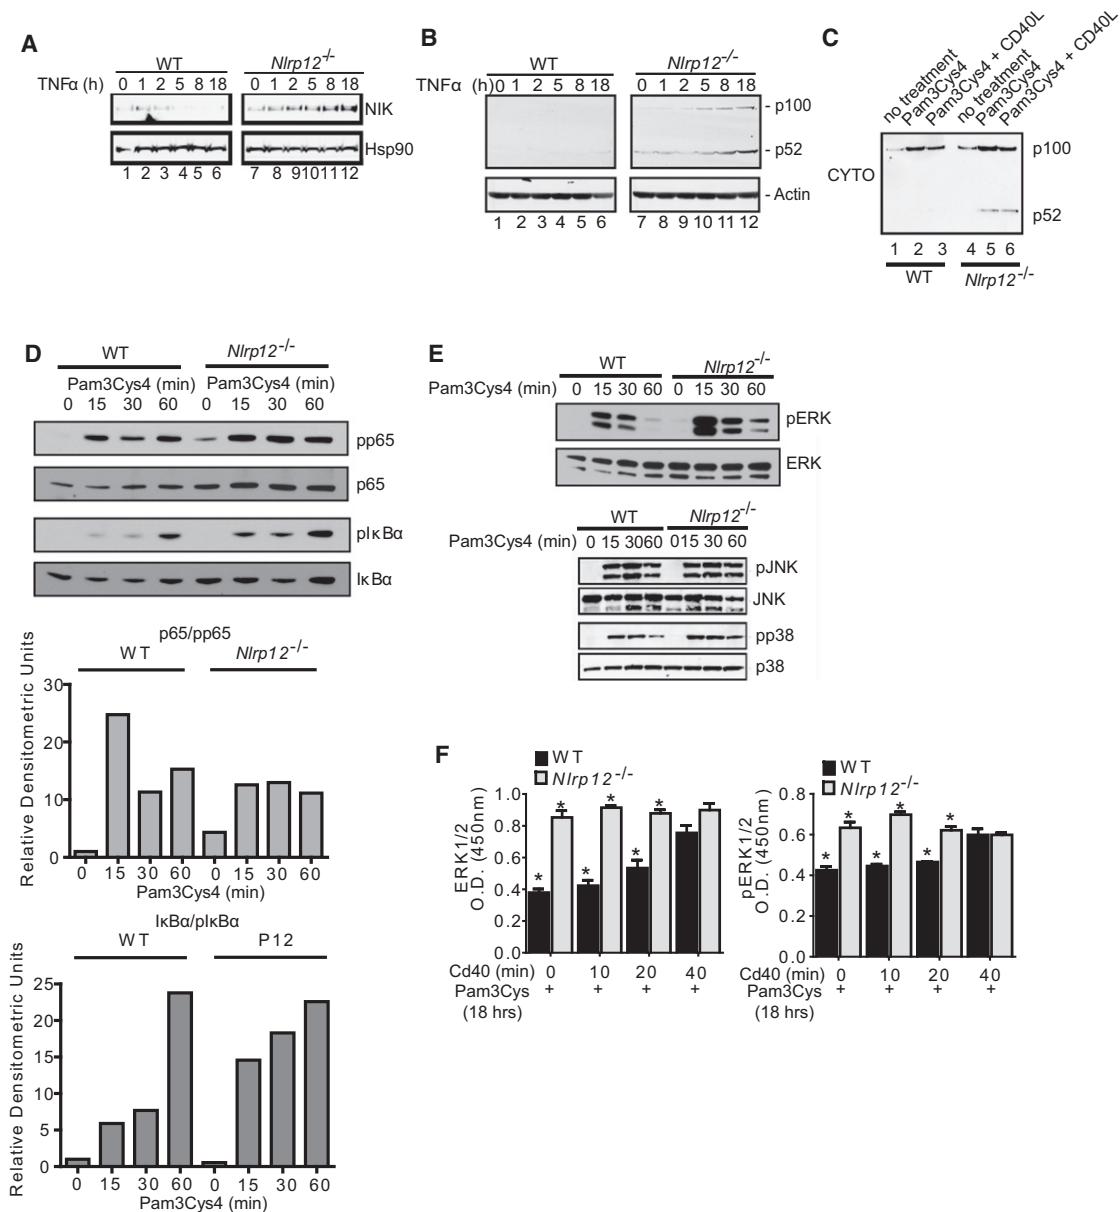 A
WT
Nlrp12-/-
TNFα (h)
0 1 2 5 8 18
0 1 2 5 8 12
NIK
Hsp90
1 2 3 4 5 6
7 8 9 10 11 12
B
WT
Nlrp12-/-
TNFα (h)
0 1 2 5 8 18
0 1 2 5 8 18
- p100
- p52
- Actin
1 2 3 4 5 6
7 8 9 10 11 12
C
no treatment
Pam3Cys4
Pam3Cys4 + CD40L
no treatment
Pam3Cys4
Pam3Cys4 + CD40L
CYTO
p100
p52
1 2 3 4 5 6
WT
Nlrp12-/-
D
WT
Nlrp12-/-
Pam3Cys4 (min)
Pam3Cys4 (min)
0 15 30 60 0 15 30 60
pp65
p65
pIκBα
IκBα
p65/pp65
WT
Nlrp12-/-
Relative Densitometric Units
30
20
10
0
0 15 30 60 0 15 30 60
Pam3Cys4 (min)
IκBα/pIκBα
WT
P12
Relative Densitometric Units
25
20
15
10
5
0
0 15 30 60 0 15 30 60
Pam3Cys4 (min)
E
WT
Nlrp12-/-
Pam3Cys4 (min)
0 15 30 60 0 15 30 60
pERK
ERK
WT
Nlrp12-/-
Pam3Cys4 (min)
0 15 30 60 0 15 30 60
pJNK
JNK
pp38
p38
F
WT
Nlrp12-/-
ERK1/2
O.D. (450nm)
1.0
0.8
0.6
0.4
0.2
0.0
* * * * * *
Cd40 (min) 0 10 20 40
Pam3Cys + + + +
(18 hrs)
WT
Nlrp12-/-
pERK1/2
O.D. (450nm)
0.8
0.6
0.4
0.2
0.0
* * * * * *
Cd40 (min) 0 10 20 40
Pam3Cys + + + +
(18 hrs)